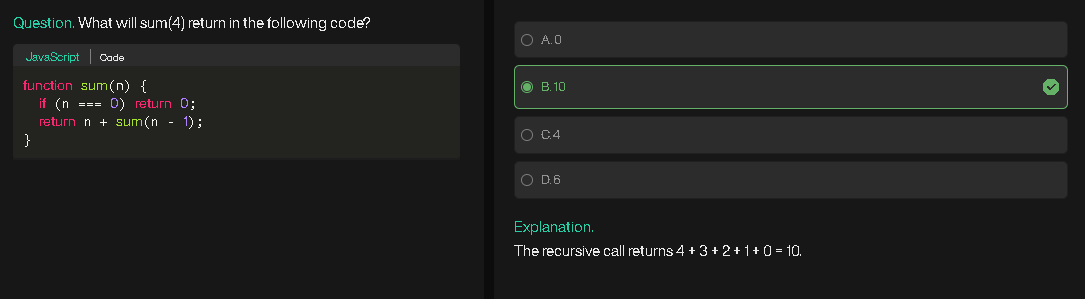 Question. What will sum(4) return in the following code?
JavaScript Code
function sum(n) {
  if (n === 0) return 0;
  return n + sum(n - 1);
}
A. 0
B. 10
C. 4
D. 6
Explanation.
The recursive call returns 4 + 3 + 2 + 1 + 0 = 10.